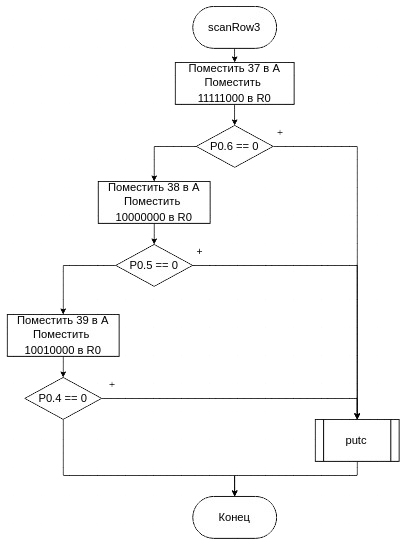 scanRow3
Поместить 37 в A
Поместить
11111000 в R0
+
P0.6 == 0
Поместить 38 в A
Поместить
10000000 в R0
+
P0.5 == 0
Поместить 39 в A
Поместить
10010000 в R0
+
P0.4 == 0
putc
Конец